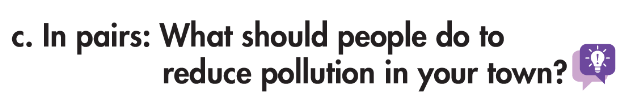 c. In pairs: What should people do to
reduce pollution in your town?